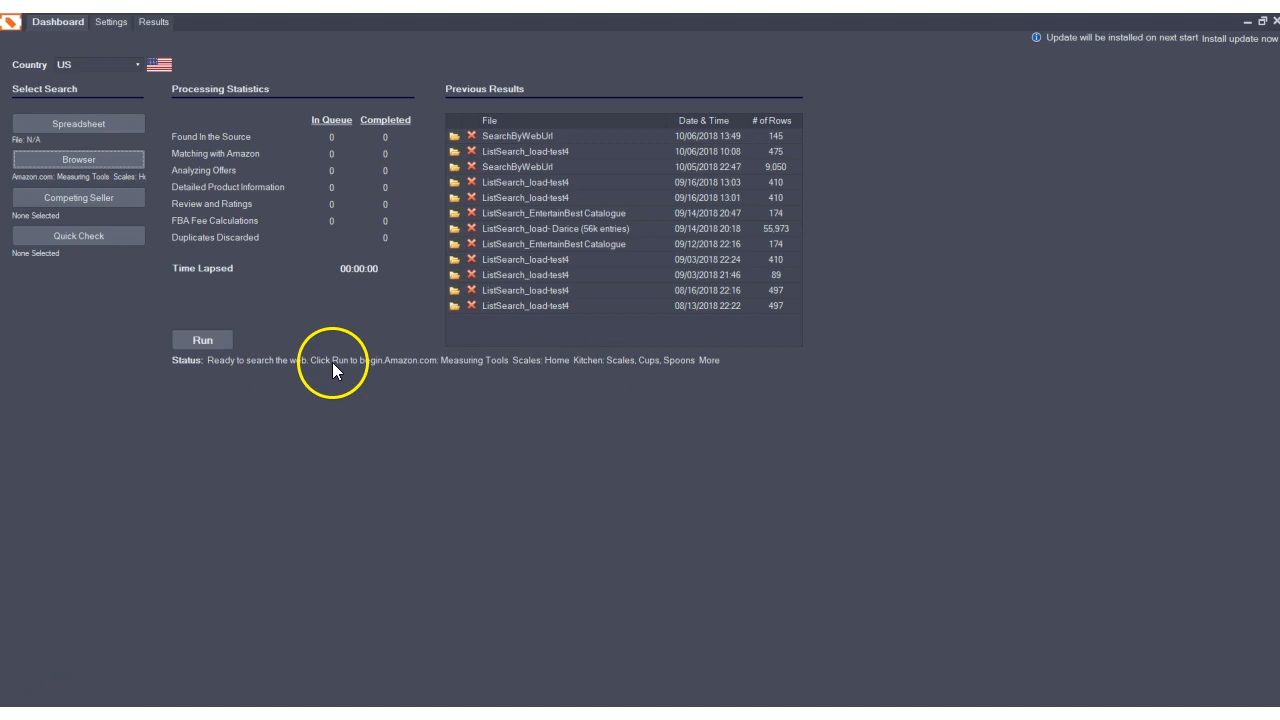 Dashboard Settings Results
Update will be installed on next start Install update now
Country US
Select Search
Spreadsheet
File: N/A
Browser
Amazon.com: Measuring Tools Scales: H
Competing Seller
None Selected
Quick Check
None Selected
Processing Statistics
In Queue Completed
Found In the Source 0 0
Matching with Amazon 0 0
Analyzing Offers 0 0
Detailed Product Information 0 0
Review and Ratings 0 0
FBA Fee Calculations 0 0
Duplicates Discarded 0
Time Lapsed 00:00:00
Run
Status: Ready to search the web. Click Run to begin.Amazon.com: Measuring Tools Scales: Home Kitchen: Scales, Cups, Spoons More
Previous Results
File Date & Time # of Rows
SearchByWebUrl 10/06/2018 13:49 145
ListSearch_load-test4 10/06/2018 10:08 475
SearchByWebUrl 10/05/2018 22:47 9,050
ListSearch_load-test4 09/16/2018 13:03 410
ListSearch_load-test4 09/16/2018 13:01 410
ListSearch_EntertainBest Catalogue 09/14/2018 20:47 174
ListSearch_load- Darice (56k entries) 09/14/2018 20:18 55,973
ListSearch_EntertainBest Catalogue 09/12/2018 22:16 174
ListSearch_load-test4 09/03/2018 22:24 410
ListSearch_load-test4 09/03/2018 21:46 89
ListSearch_load-test4 08/16/2018 22:16 497
ListSearch_load-test4 08/13/2018 22:22 497